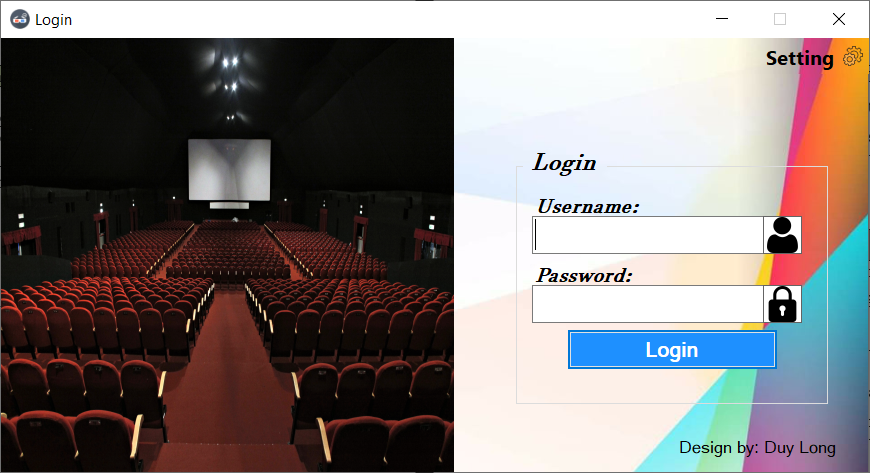 Login
Setting
Login
Username:
Password:
Login
Design by: Duy Long